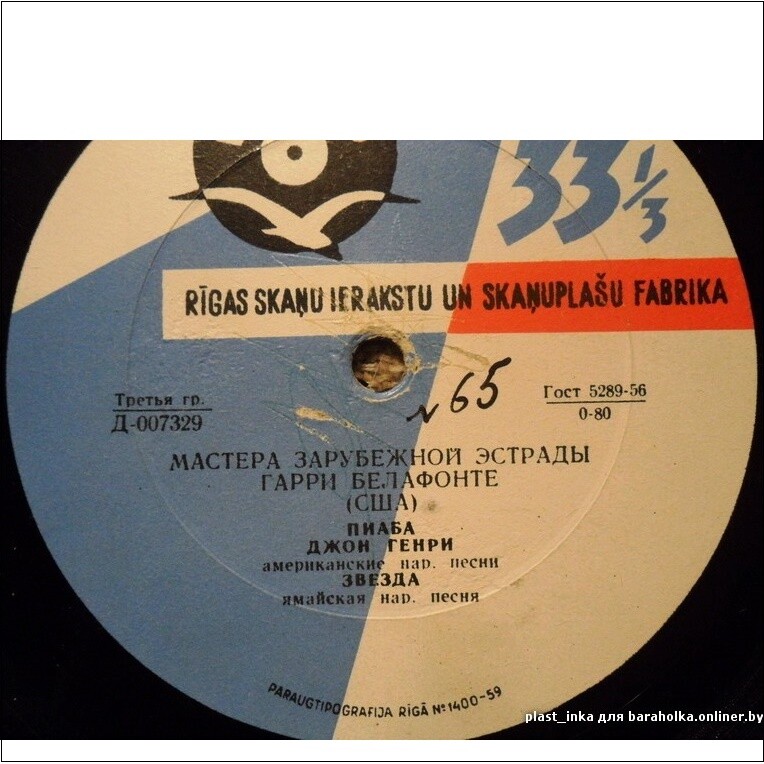 33 1/3
RĪGAS SKAŅU IERAKSTU UN SKAŅUPLAŠU FABRIKA
№ 65
Третья гр.
Д-007329
Гост 5289-56
0-80
МАСТЕРА ЗАРУБЕЖНОЙ ЭСТРАДЫ
ГАРРИ БЕЛАФОНТЕ
(США)
ПИАБА
ДЖОН ГЕНРИ
американские нар. песни
ЗВЕЗДА
ямайская нар. песня
PARAUGTIPOGRAFIJA RĪGĀ № 1400-59
plast_inka для baraholka.onliner.by